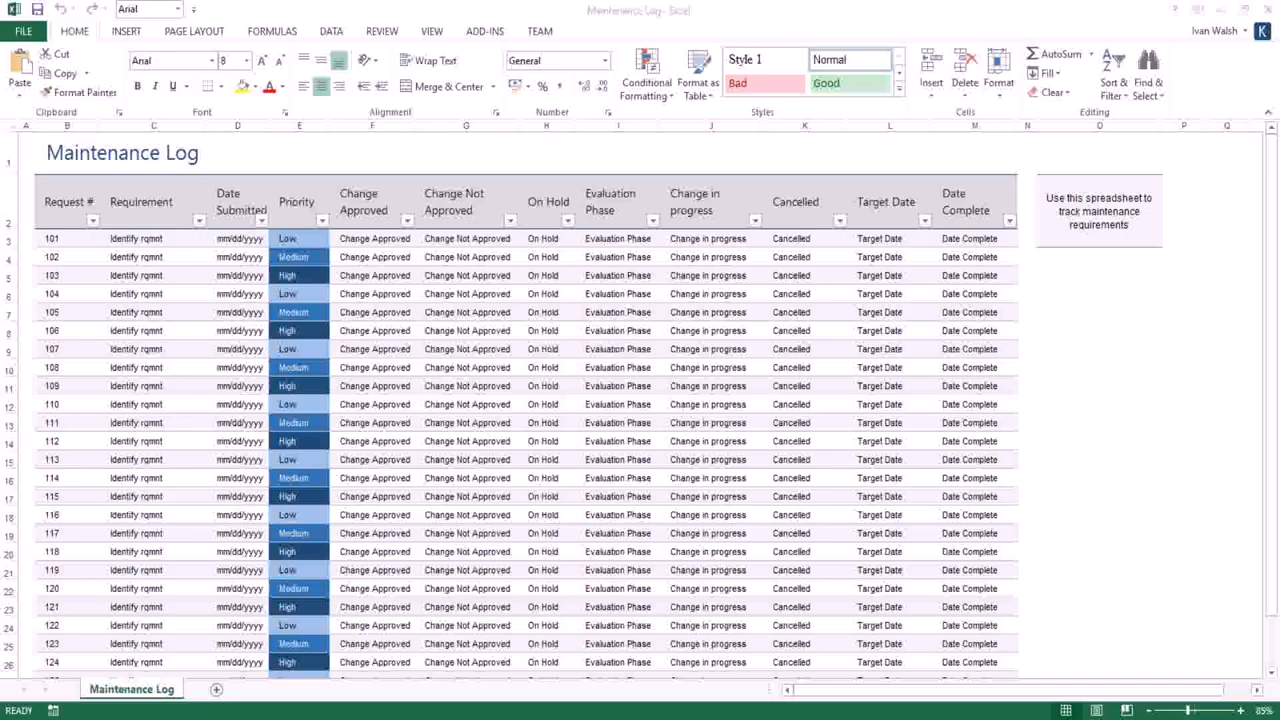 Maintenance Log - Excel
Arial
FILE HOME INSERT PAGE LAYOUT FORMULAS DATA REVIEW VIEW ADD-INS TEAM Ivan Walsh K
Paste
Cut
Copy
Format Painter
Arial 8
B I U
Wrap Text
Merge & Center
General
Conditional Formatting
Format as Table
Style 1 Normal
Bad Good
Insert Delete Format
AutoSum
Fill
Clear
Sort & Filter
Find & Select
Clipboard Font Alignment Number Styles Cells Editing
A B C D E F G H I J K L M N O P Q
1 Maintenance Log
2 Request # Requirement Date Submitted Priority Change Approved Change Not Approved On Hold Evaluation Phase Change in progress Cancelled Target Date Date Complete
Use this spreadsheet to
track maintenance
requirements
3 101 Identify rqmnt mm/dd/yyyy Low Change Approved Change Not Approved On Hold Evaluation Phase Change in progress Cancelled Target Date Date Complete
4 102 Identify rqmnt mm/dd/yyyy Medium Change Approved Change Not Approved On Hold Evaluation Phase Change in progress Cancelled Target Date Date Complete
5 103 Identify rqmnt mm/dd/yyyy High Change Approved Change Not Approved On Hold Evaluation Phase Change in progress Cancelled Target Date Date Complete
6 104 Identify rqmnt mm/dd/yyyy Low Change Approved Change Not Approved On Hold Evaluation Phase Change in progress Cancelled Target Date Date Complete
7 105 Identify rqmnt mm/dd/yyyy Medium Change Approved Change Not Approved On Hold Evaluation Phase Change in progress Cancelled Target Date Date Complete
8 106 Identify rqmnt mm/dd/yyyy High Change Approved Change Not Approved On Hold Evaluation Phase Change in progress Cancelled Target Date Date Complete
9 107 Identify rqmnt mm/dd/yyyy Low Change Approved Change Not Approved On Hold Evaluation Phase Change in progress Cancelled Target Date Date Complete
10 108 Identify rqmnt mm/dd/yyyy Medium Change Approved Change Not Approved On Hold Evaluation Phase Change in progress Cancelled Target Date Date Complete
11 109 Identify rqmnt mm/dd/yyyy High Change Approved Change Not Approved On Hold Evaluation Phase Change in progress Cancelled Target Date Date Complete
12 110 Identify rqmnt mm/dd/yyyy Low Change Approved Change Not Approved On Hold Evaluation Phase Change in progress Cancelled Target Date Date Complete
13 111 Identify rqmnt mm/dd/yyyy Medium Change Approved Change Not Approved On Hold Evaluation Phase Change in progress Cancelled Target Date Date Complete
14 112 Identify rqmnt mm/dd/yyyy High Change Approved Change Not Approved On Hold Evaluation Phase Change in progress Cancelled Target Date Date Complete
15 113 Identify rqmnt mm/dd/yyyy Low Change Approved Change Not Approved On Hold Evaluation Phase Change in progress Cancelled Target Date Date Complete
16 114 Identify rqmnt mm/dd/yyyy Medium Change Approved Change Not Approved On Hold Evaluation Phase Change in progress Cancelled Target Date Date Complete
17 115 Identify rqmnt mm/dd/yyyy High Change Approved Change Not Approved On Hold Evaluation Phase Change in progress Cancelled Target Date Date Complete
18 116 Identify rqmnt mm/dd/yyyy Low Change Approved Change Not Approved On Hold Evaluation Phase Change in progress Cancelled Target Date Date Complete
19 117 Identify rqmnt mm/dd/yyyy Medium Change Approved Change Not Approved On Hold Evaluation Phase Change in progress Cancelled Target Date Date Complete
20 118 Identify rqmnt mm/dd/yyyy High Change Approved Change Not Approved On Hold Evaluation Phase Change in progress Cancelled Target Date Date Complete
21 119 Identify rqmnt mm/dd/yyyy Low Change Approved Change Not Approved On Hold Evaluation Phase Change in progress Cancelled Target Date Date Complete
22 120 Identify rqmnt mm/dd/yyyy Medium Change Approved Change Not Approved On Hold Evaluation Phase Change in progress Cancelled Target Date Date Complete
23 121 Identify rqmnt mm/dd/yyyy High Change Approved Change Not Approved On Hold Evaluation Phase Change in progress Cancelled Target Date Date Complete
24 122 Identify rqmnt mm/dd/yyyy Low Change Approved Change Not Approved On Hold Evaluation Phase Change in progress Cancelled Target Date Date Complete
25 123 Identify rqmnt mm/dd/yyyy Medium Change Approved Change Not Approved On Hold Evaluation Phase Change in progress Cancelled Target Date Date Complete
26 124 Identify rqmnt mm/dd/yyyy High Change Approved Change Not Approved On Hold Evaluation Phase Change in progress Cancelled Target Date Date Complete
Maintenance Log
READY 85%